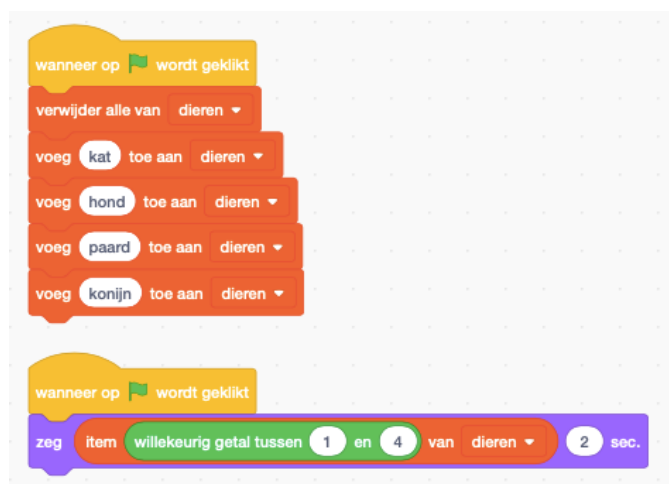 wanneer op wordt geklikt
verwijder alle van dieren
voeg kat toe aan dieren
voeg hond toe aan dieren
voeg paard toe aan dieren
voeg konijn toe aan dieren
wanneer op wordt geklikt
zeg item willekeurig getal tussen 1 en 4 van dieren 2 sec.